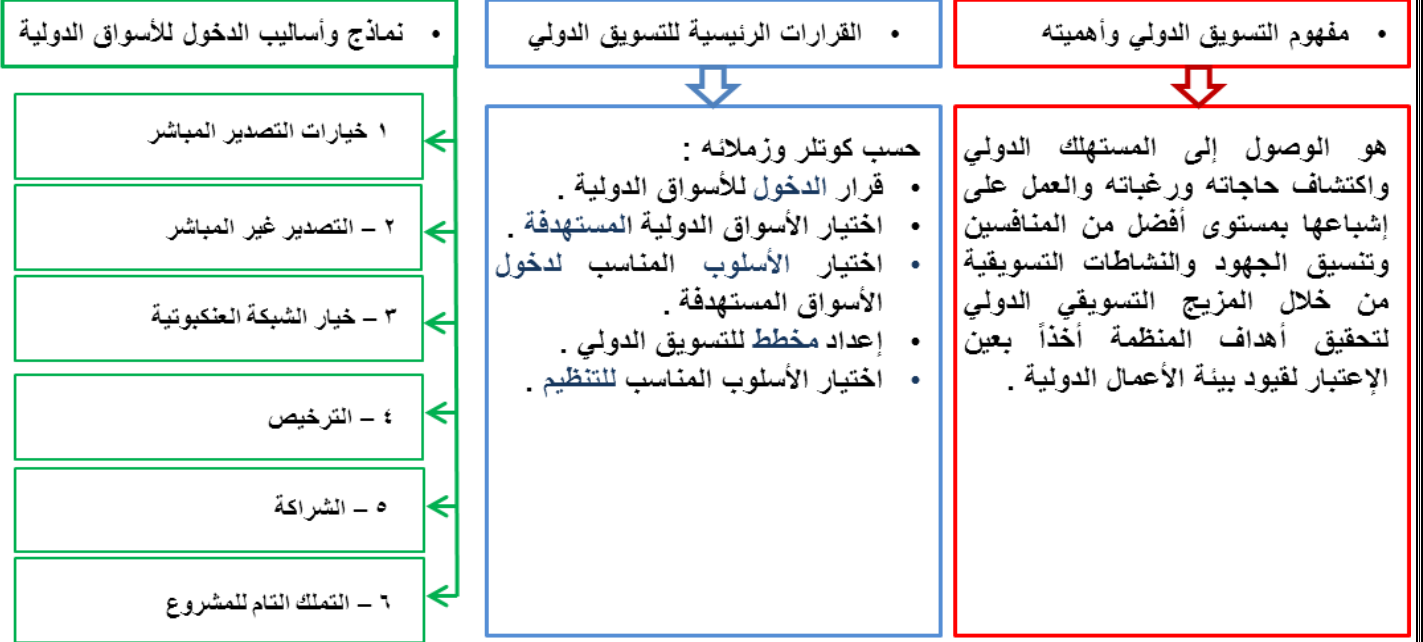 • مفهوم التسويق الدولي وأهميته
هو الوصول إلى المستهلك الدولي
واكتشاف حاجاته ورغباته والعمل على
إشباعها بمستوى أفضل من المنافسين
وتنسيق الجهود والنشاطات التسويقية
من خلال المزيج التسويقي الدولي
لتحقيق أهداف المنظمة أخذاً بعين
الإعتبار لقيود بيئة الأعمال الدولية .
• القرارات الرئيسية للتسويق الدولي
حسب كوتلر وزملائه :
• قرار الدخول للأسواق الدولية .
• اختيار الأسواق الدولية المستهدفة .
• اختيار الأسلوب المناسب لدخول
الأسواق المستهدفة .
• إعداد مخطط للتسويق الدولي .
• اختيار الأسلوب المناسب للتنظيم .
• نماذج وأساليب الدخول للأسواق الدولية
١ خيارات التصدير المباشر
٢ – التصدير غير المباشر
٣ – خيار الشبكة العنكبوتية
٤ – الترخيص
٥ – الشراكة
٦ – التملك التام للمشروع